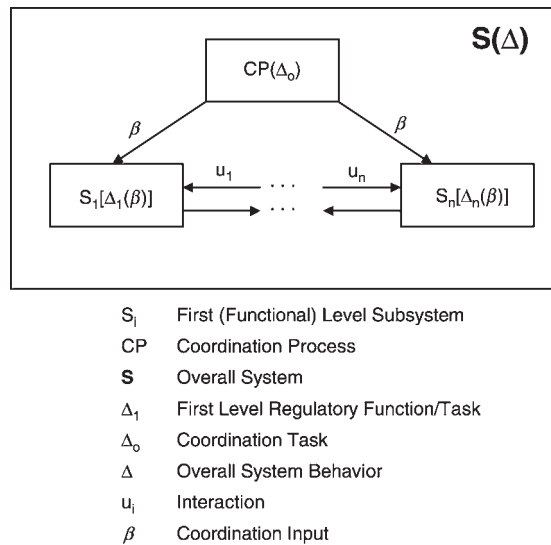 S(Δ)
CP(Δₒ)
β β
u₁ ··· uₙ
S₁[Δ₁(β)] ··· Sₙ[Δₙ(β)]
Sᵢ First (Functional) Level Subsystem
CP Coordination Process
S Overall System
Δ₁ First Level Regulatory Function/Task
Δₒ Coordination Task
Δ Overall System Behavior
uᵢ Interaction
β Coordination Input